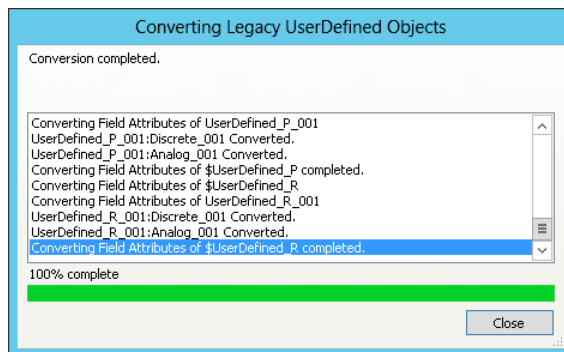 Converting Legacy UserDefined Objects
Conversion completed.
Converting Field Attributes of UserDefined_P_001
UserDefined_P_001:Discrete_001 Converted.
UserDefined_P_001:Analog_001 Converted.
Converting Field Attributes of $UserDefined_P completed.
Converting Field Attributes of $UserDefined_R
Converting Field Attributes of UserDefined_R_001
UserDefined_R_001:Discrete_001 Converted.
UserDefined_R_001:Analog_001 Converted.
Converting Field Attributes of $UserDefined_R completed.
100% complete
Close